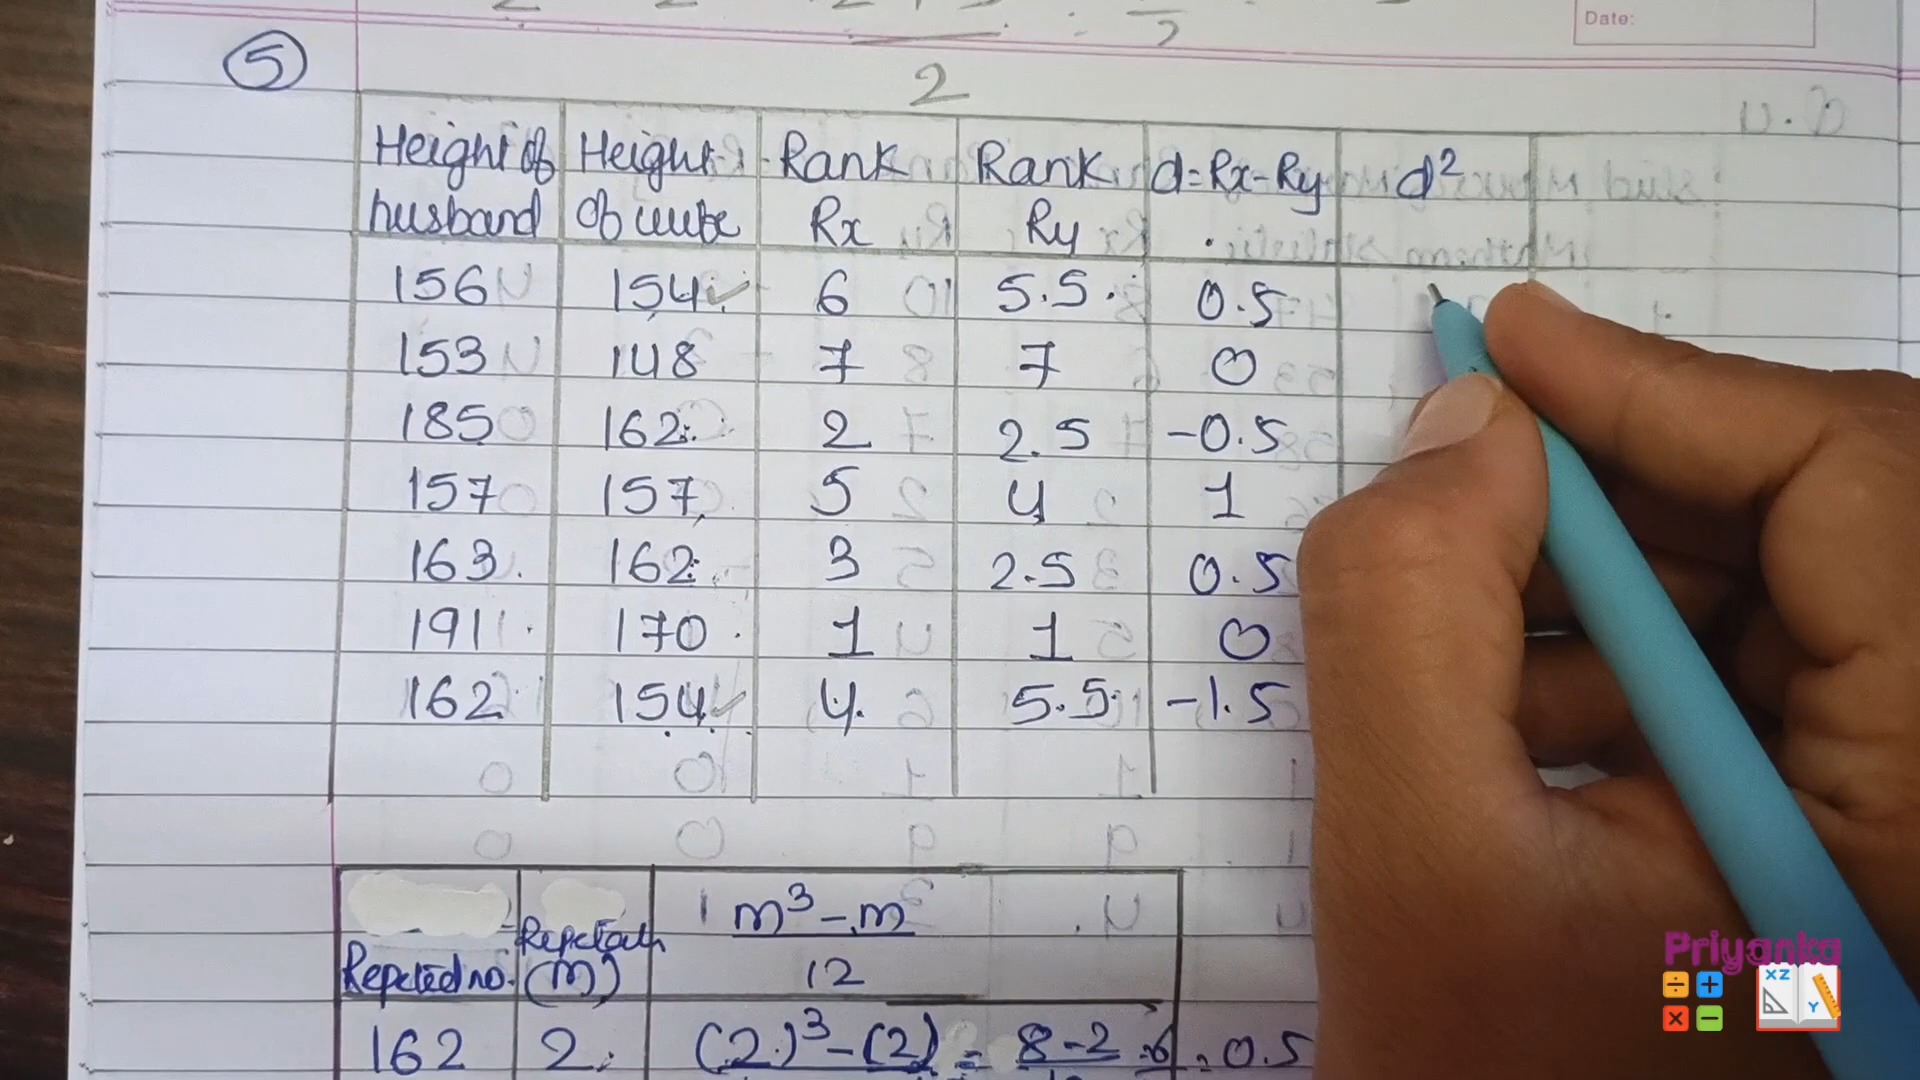 Date:
5
2
Height of husband Height of wife Rank Rx Rank Ry d=Rx-Ry d²
156 154 6 5.5 0.5
153 148 7 7 0
185 162 2 2.5 -0.5
157 157 5 4 1
163 162 3 2.5 0.5
191 170 1 1 0
162 154 4 5.5 -1.5
m³-m
Repeted no. (m) 12
162 2 (2)³-(2) = 8-2 6 = 0.5
Priyanka
XZ
Y